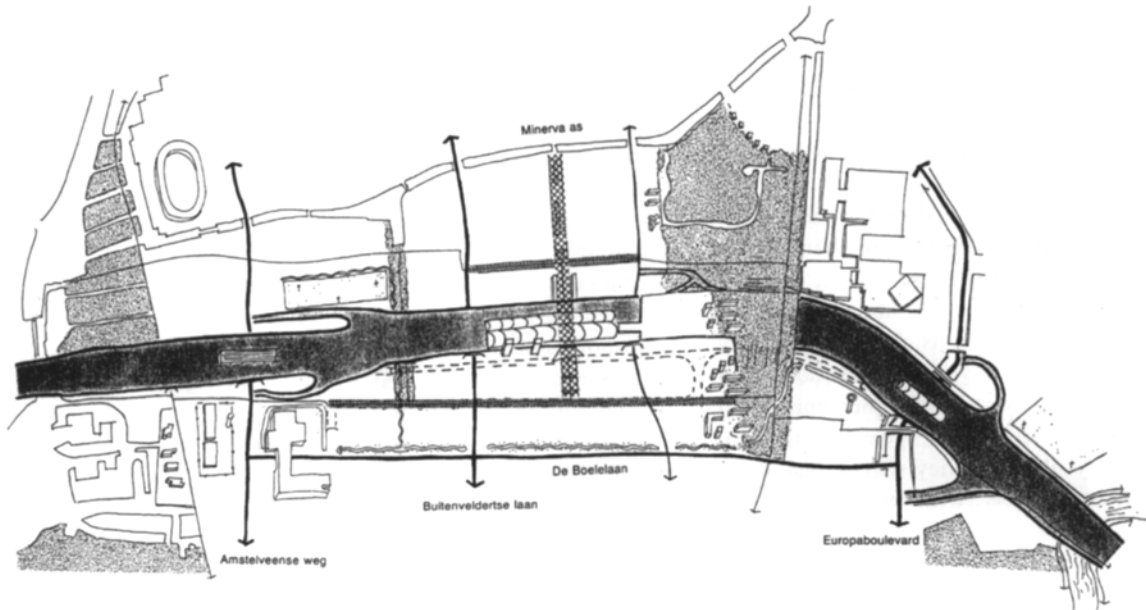 Minerva as
De Boelelaan
Buitenveldertse laan
Europaboulevard
Amstelveense weg